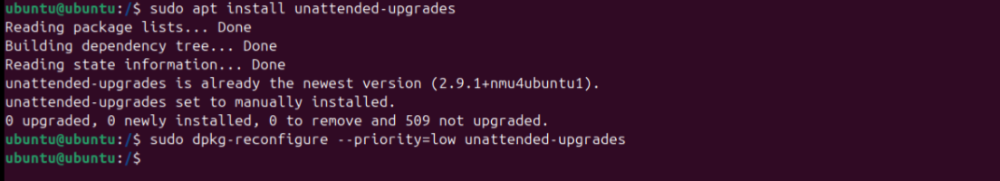 ubuntu@ubuntu:/$ sudo apt install unattended-upgrades
Reading package lists... Done
Building dependency tree... Done
Reading state information... Done
unattended-upgrades is already the newest version (2.9.1+nmu4ubuntu1).
unattended-upgrades set to manually installed.
0 upgraded, 0 newly installed, 0 to remove and 509 not upgraded.
ubuntu@ubuntu:/$ sudo dpkg-reconfigure --priority=low unattended-upgrades
ubuntu@ubuntu:/$